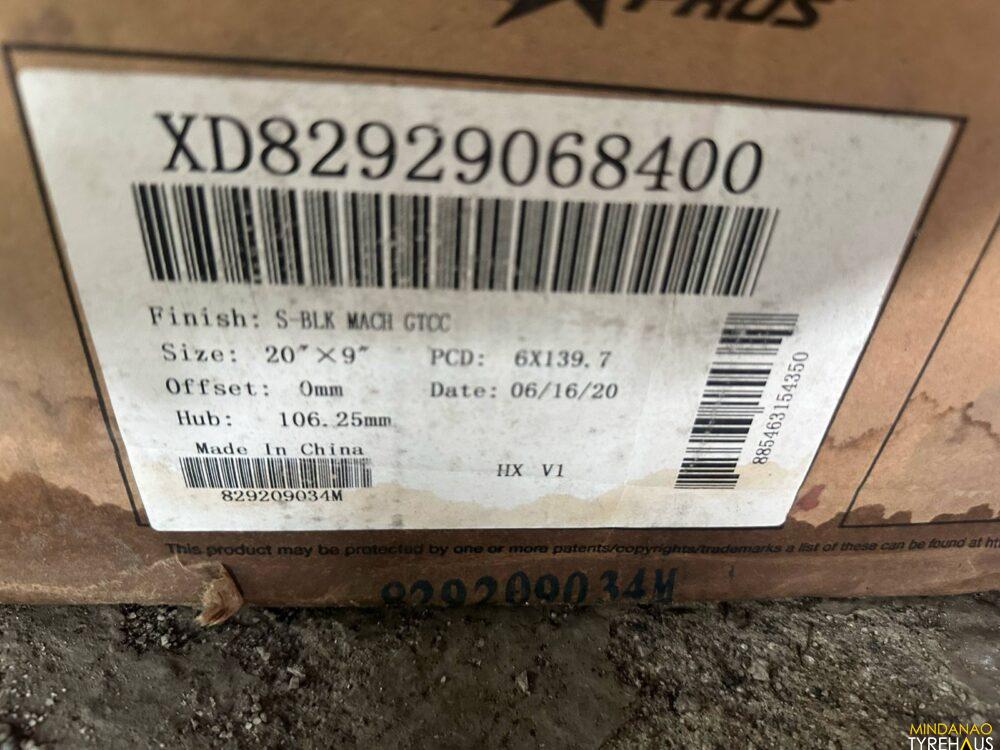 PROS
XD82929068400
Finish: S-BLK MACH GTCC
Size: 20"×9" PCD: 6X139.7
Offset: 0mm Date: 06/16/20
Hub: 106.25mm
Made In China
829209034M
HX V1
885463154350
This product may be protected by one or more patents/copyrights/trademarks a list of these can be found at htt
829209034M
MINDANAO
TYREHAUS